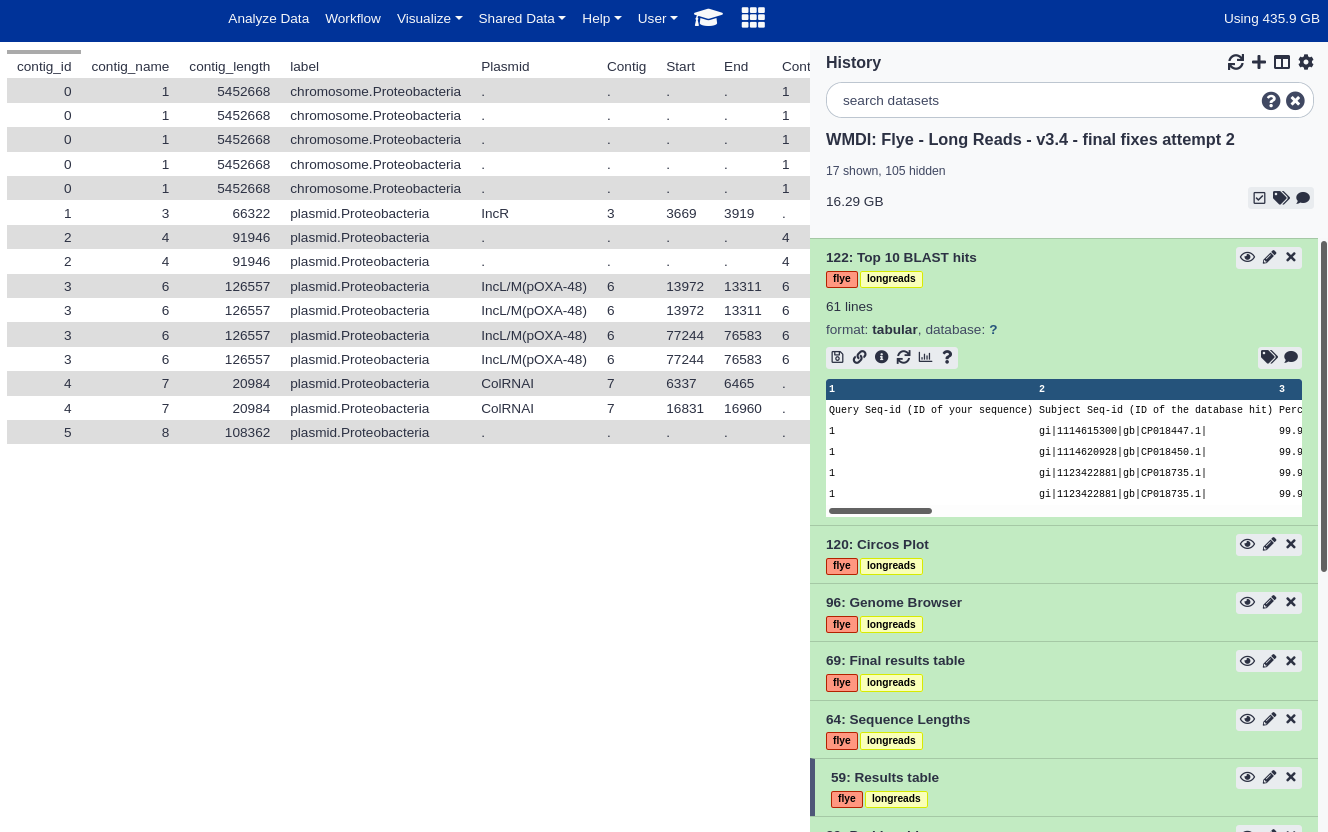 Analyze Data Workflow Visualize Shared Data Help User Using 435.9 GB
contig_id contig_name contig_length label Plasmid Contig Start End Cont
0 1 5452668 chromosome.Proteobacteria . . . . 1
0 1 5452668 chromosome.Proteobacteria . . . . 1
0 1 5452668 chromosome.Proteobacteria . . . . 1
0 1 5452668 chromosome.Proteobacteria . . . . 1
0 1 5452668 chromosome.Proteobacteria . . . . 1
1 3 66322 plasmid.Proteobacteria IncR 3 3669 3919 .
2 4 91946 plasmid.Proteobacteria . . . . 4
2 4 91946 plasmid.Proteobacteria . . . . 4
3 6 126557 plasmid.Proteobacteria IncL/M(pOXA-48) 6 13972 13311 6
3 6 126557 plasmid.Proteobacteria IncL/M(pOXA-48) 6 13972 13311 6
3 6 126557 plasmid.Proteobacteria IncL/M(pOXA-48) 6 77244 76583 6
3 6 126557 plasmid.Proteobacteria IncL/M(pOXA-48) 6 77244 76583 6
4 7 20984 plasmid.Proteobacteria ColRNAI 7 6337 6465 .
4 7 20984 plasmid.Proteobacteria ColRNAI 7 16831 16960 .
5 8 108362 plasmid.Proteobacteria . . . . .
History
search datasets
WMDI: Flye - Long Reads - v3.4 - final fixes attempt 2
17 shown, 105 hidden
16.29 GB
122: Top 10 BLAST hits
flye longreads
61 lines
format: tabular, database: ?
1 2 3
Query Seq-id (ID of your sequence) Subject Seq-id (ID of the database hit) Perc
1 gi|1114615300|gb|CP018447.1| 99.9
1 gi|1114620928|gb|CP018450.1| 99.9
1 gi|1123422881|gb|CP018735.1| 99.9
1 gi|1123422881|gb|CP018735.1| 99.9
120: Circos Plot
flye longreads
96: Genome Browser
flye longreads
69: Final results table
flye longreads
64: Sequence Lengths
flye longreads
59: Results table
flye longreads